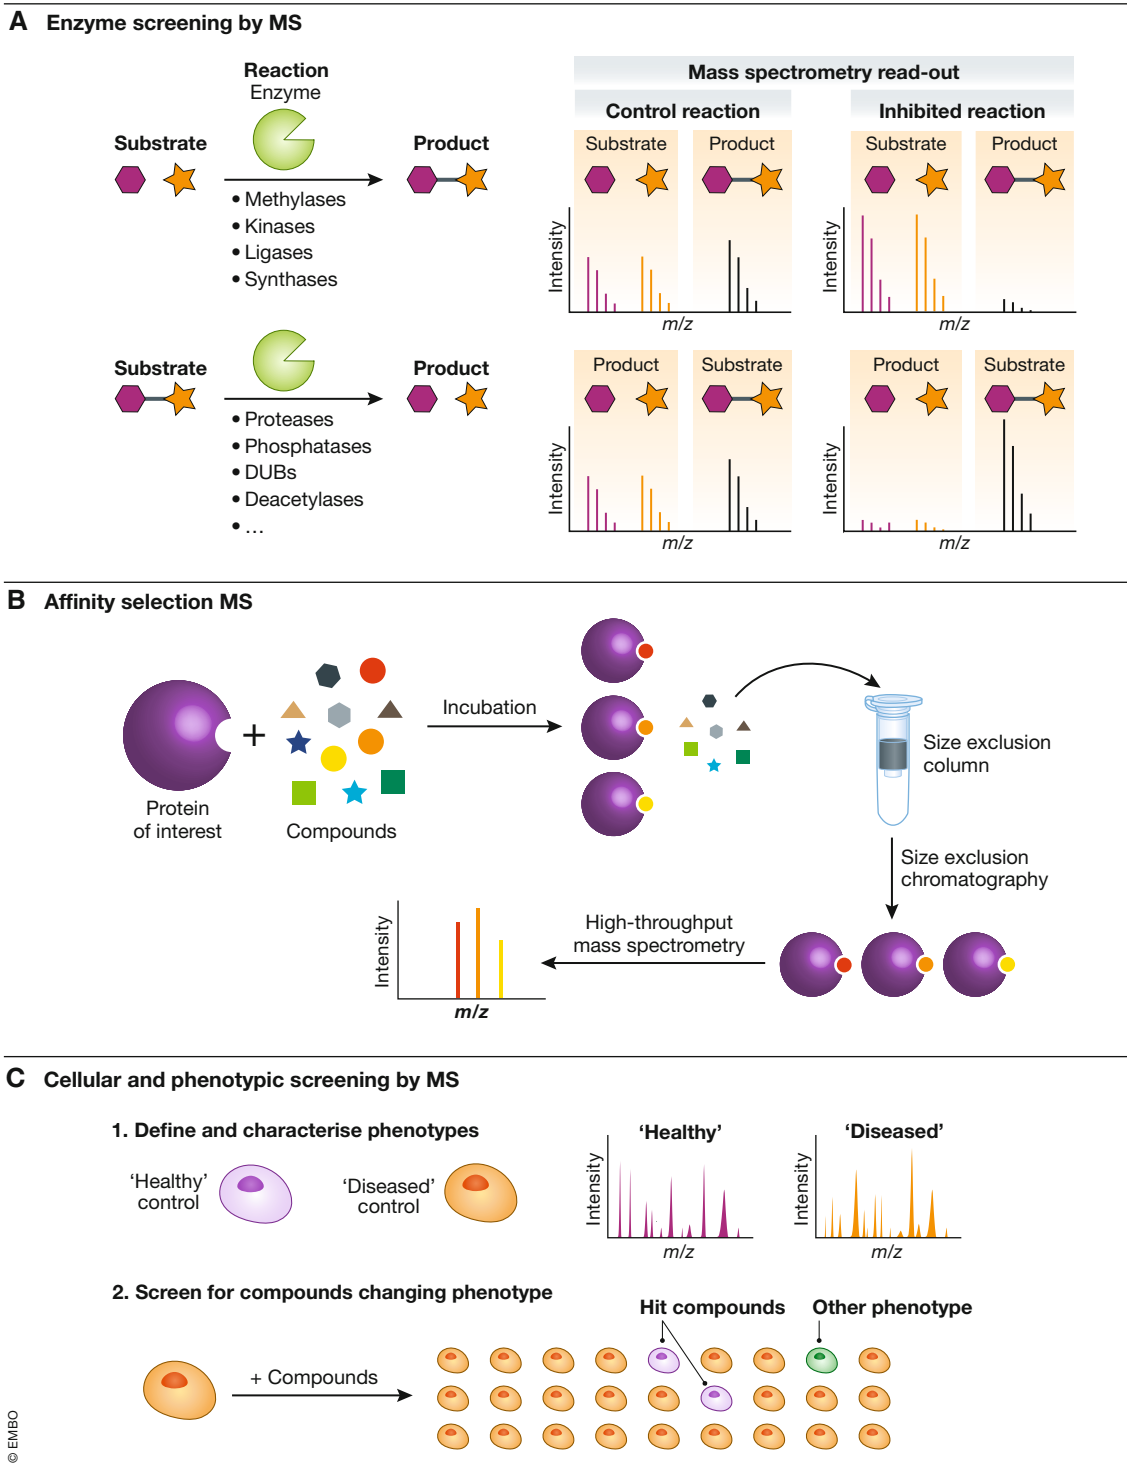 A Enzyme screening by MS
Reaction
Enzyme
Substrate
Product
• Methylases
• Kinases
• Ligases
• Synthases
Mass spectrometry read-out
Control reaction
Inhibited reaction
Substrate
Product
Substrate
Product
Intensity
m/z
Intensity
m/z
Substrate
Product
• Proteases
• Phosphatases
• DUBs
• Deacetylases
• ...
Product
Substrate
Product
Substrate
Intensity
m/z
Intensity
m/z
B Affinity selection MS
Protein
of interest
+
Compounds
Incubation
Size exclusion
column
Size exclusion
chromatography
High-throughput
mass spectrometry
Intensity
m/z
C Cellular and phenotypic screening by MS
1. Define and characterise phenotypes
‘Healthy’
control
‘Diseased’
control
‘Healthy’
Intensity
m/z
‘Diseased’
Intensity
m/z
2. Screen for compounds changing phenotype
+ Compounds
Hit compounds
Other phenotype
© EMBO